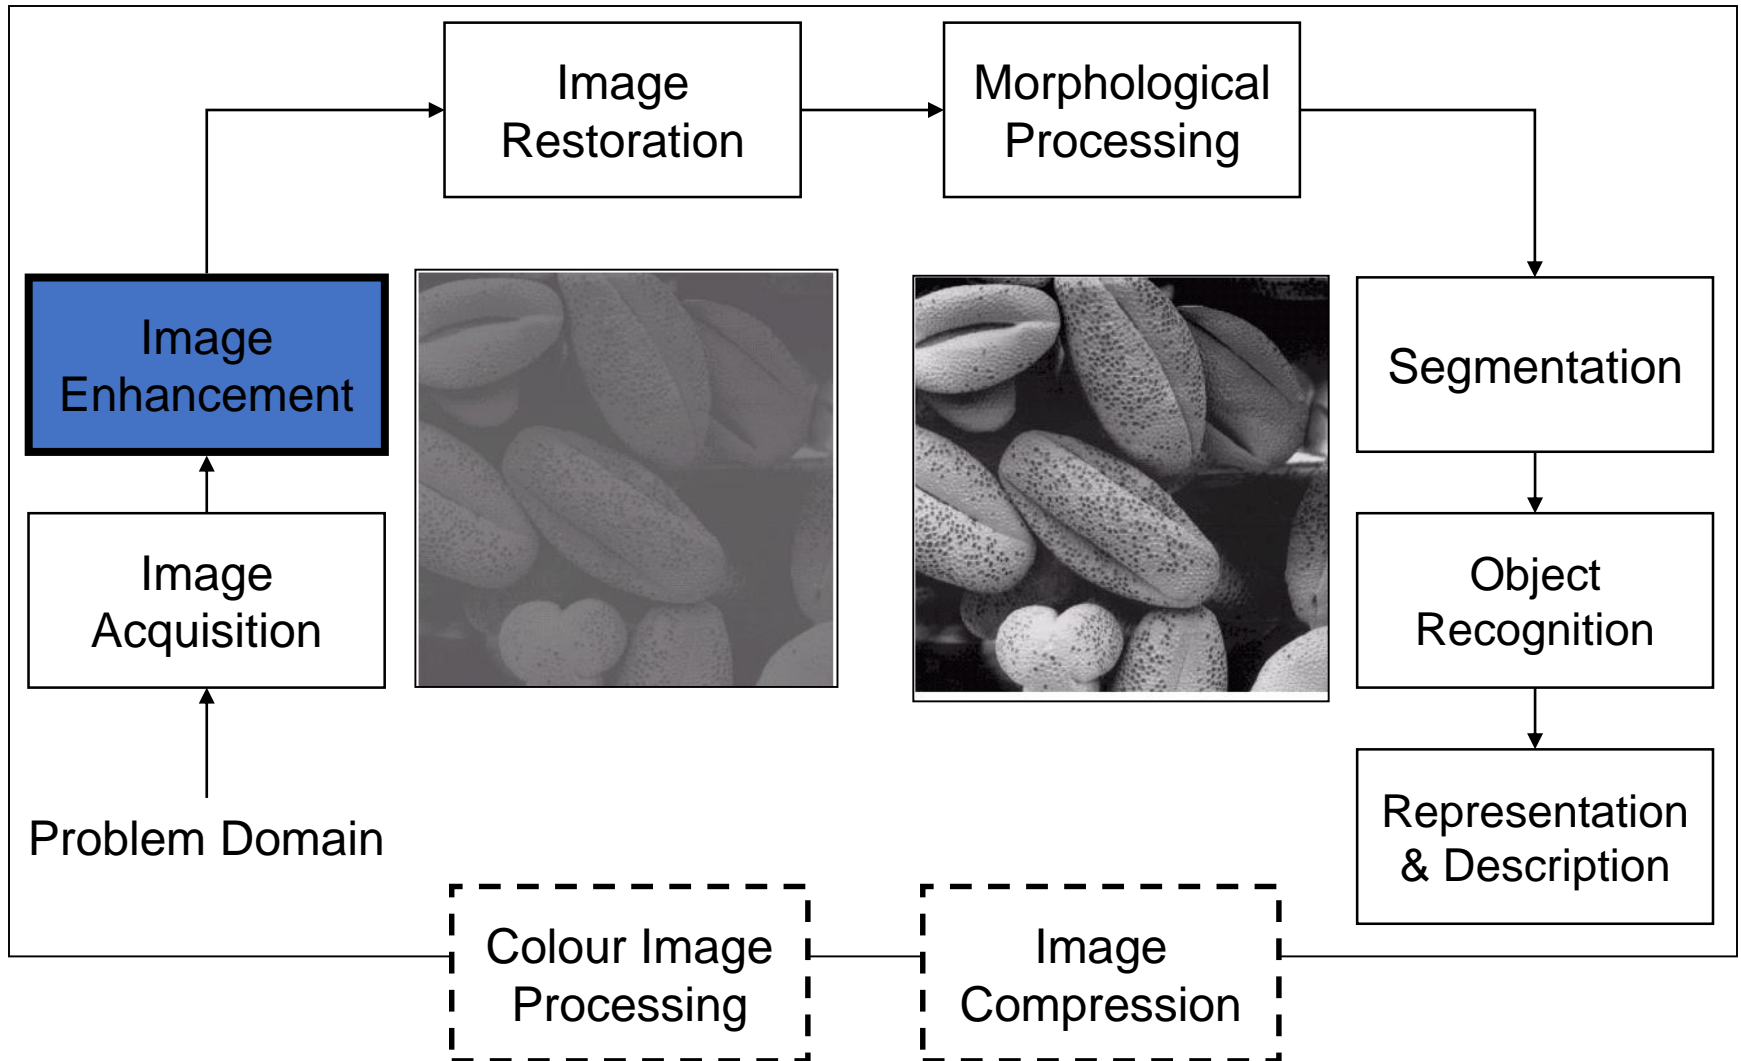 Image
Restoration
Morphological
Processing
Image
Enhancement
Segmentation
Image
Acquisition
Object
Recognition
Problem Domain
Representation
& Description
Colour Image
Processing
Image
Compression